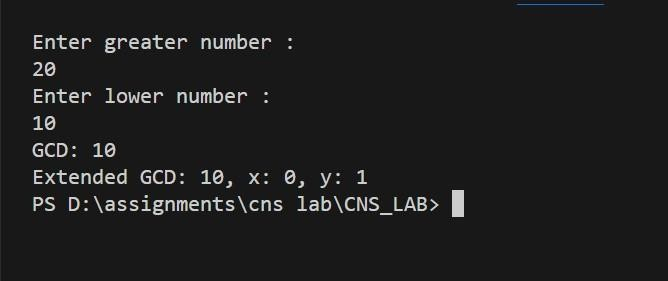 Enter greater number :
20
Enter lower number :
10
GCD: 10
Extended GCD: 10, x: 0, y: 1
PS D:\assignments\cns lab\CNS_LAB>